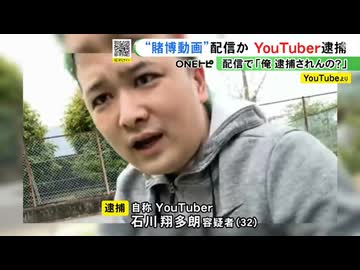 "賭博動画"配信か YouTuber逮捕
ONEトピ 配信で「俺 逮捕されんの?」
YouTubeより
逮捕 自称 YouTuber
石川 翔多朗容疑者(32)